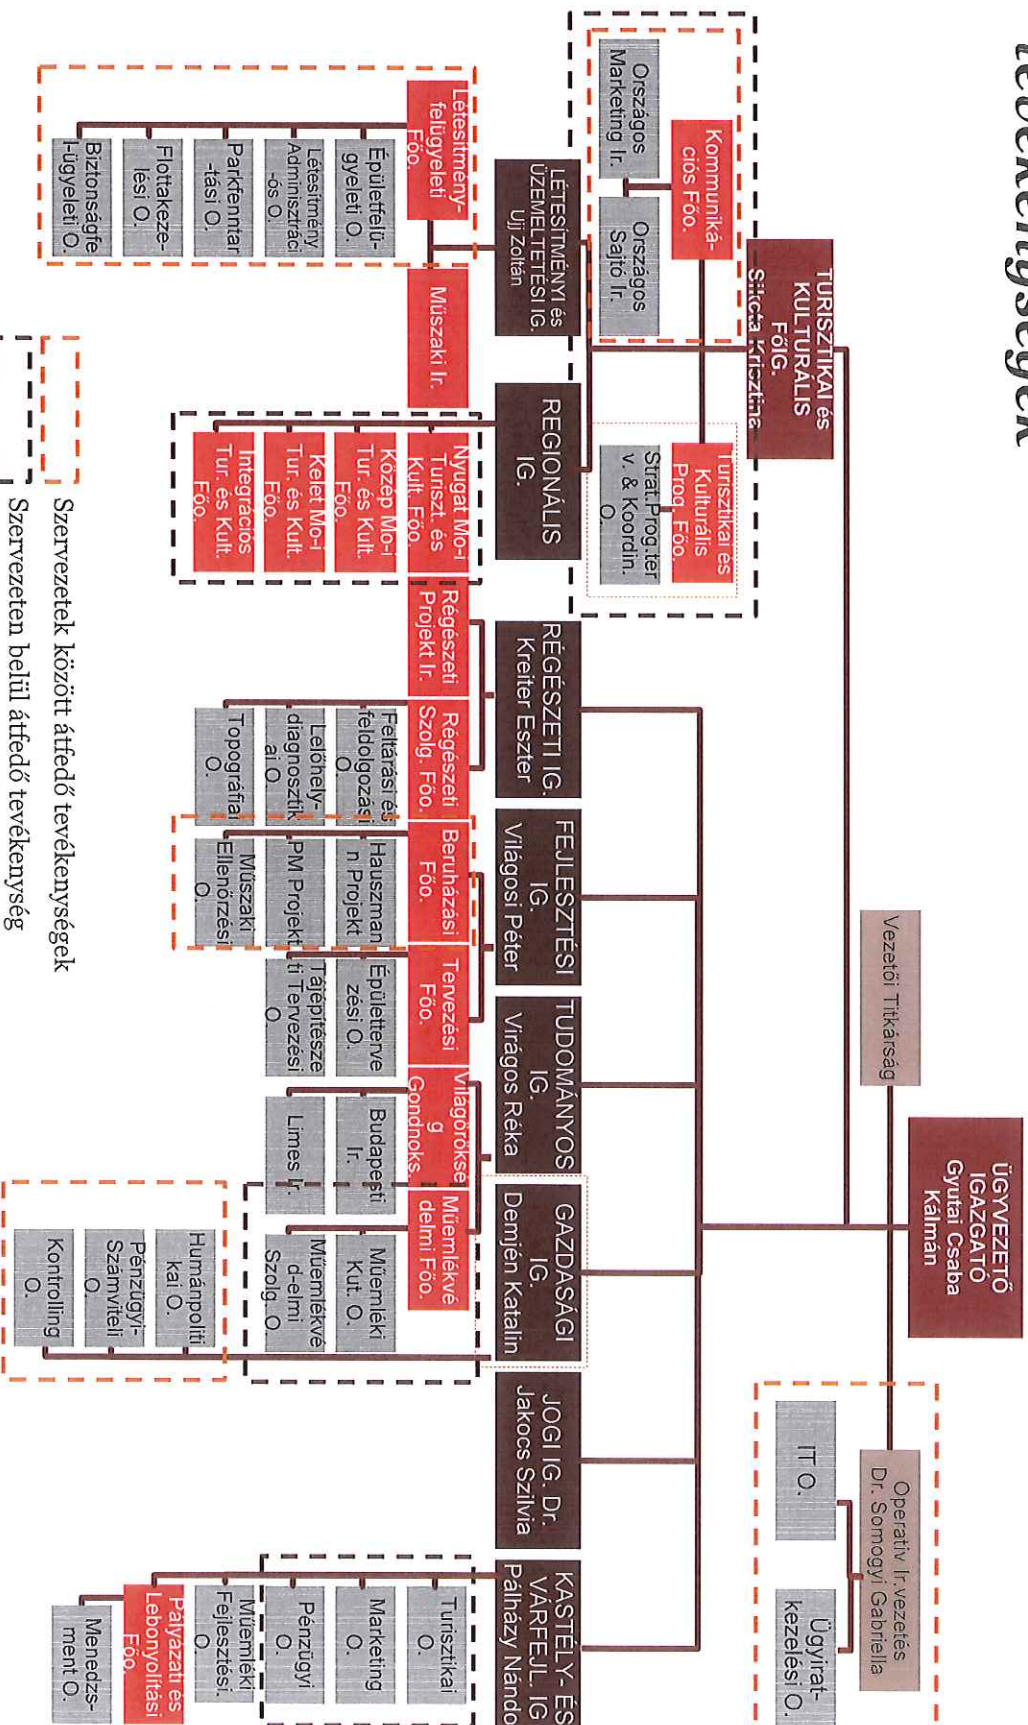 tevékenységek
ÜGYVEZETŐ
IGAZGATÓ
Gyutai Csaba
Kálmán
Vezetői Titkárság
Operatív Ir.vezetés
Dr. Somogyi Gabriella
IT O.
Ügyirat-
kezelési O.
TURISZTIKAI és
KULTURÁLIS
FőIG.
Sikota Krisztina
Kommuniká-
ciós Főo.
Országos
Marketing Ir.
Országos
Sajtó Ir.
Turisztikai és
Kulturális
Prog. Főo.
Strat.Prog.ter
v. & Koordin.
O.
LÉTESÍTMÉNYI és
ÜZEMELTETÉSI IG.
Ujj Zoltán
REGIONÁLIS
IG.
RÉGÉSZETI IG.
Kreiter Eszter
FEJLESZTÉSI
IG.
Világosi Péter
TUDOMÁNYOS
IG.
Virágos Réka
GAZDASÁGI
IG.
Demjén Katalin
JOGI IG. Dr.
Jakocs Szilvia
KASTÉLY- ÉS
VÁRFEJL. IG
Pálházy Nándo
Létesítmény-
felügyeleti
Főo.
Épületfelü-
gyeleti O.
Létesítmény
Adminisztráci
-ós O.
Parkfenntar
-tási O.
Flottakeze-
lési O.
Biztonságfe
l-ügyeleti O.
Műszaki Ir.
Nyugat Mo-i
Turiszt. és
Kult. Főo.
Közép Mo-i
Tur. és Kult.
Főo.
Kelet Mo-i
Tur. és Kult.
Főo.
Integrációs
Tur. és Kult.
Főo.
Régészeti
Projekt Ir.
Régészeti
Szolg. Főo.
Feltárási és
feldolgozási
O.
Lelőhely-
diagnosztik
ai O.
Topográfiai
O.
Beruházási
Főo.
Hauszman
n Projekt
PM Projekt
Műszaki
Ellenőrzési
O.
Tervezési
Főo.
Épületterve
zési O.
Tájépítésze
ti Tervezési
O.
Világöröksé
g
Gondnoks.
Budapesti
Ir.
Limes Ir.
Műemlékvé
delmi Főo.
Műemléki
Kut. O.
Műemlékvé
d-elmi
Szolg. O.
Humánpoliti
kai O.
Pénzügyi-
Számviteli
O.
Kontrolling
O.
Turisztikai
O.
Marketing
O.
Pénzügyi
O.
Műemléki
Fejlesztési.
O.
Pályázati és
Lebonyolítási
Főo.
Menedzs-
ment O.
Szervezetek között átfedő tevékenységek
Szervezeten belül átfedő tevékenység